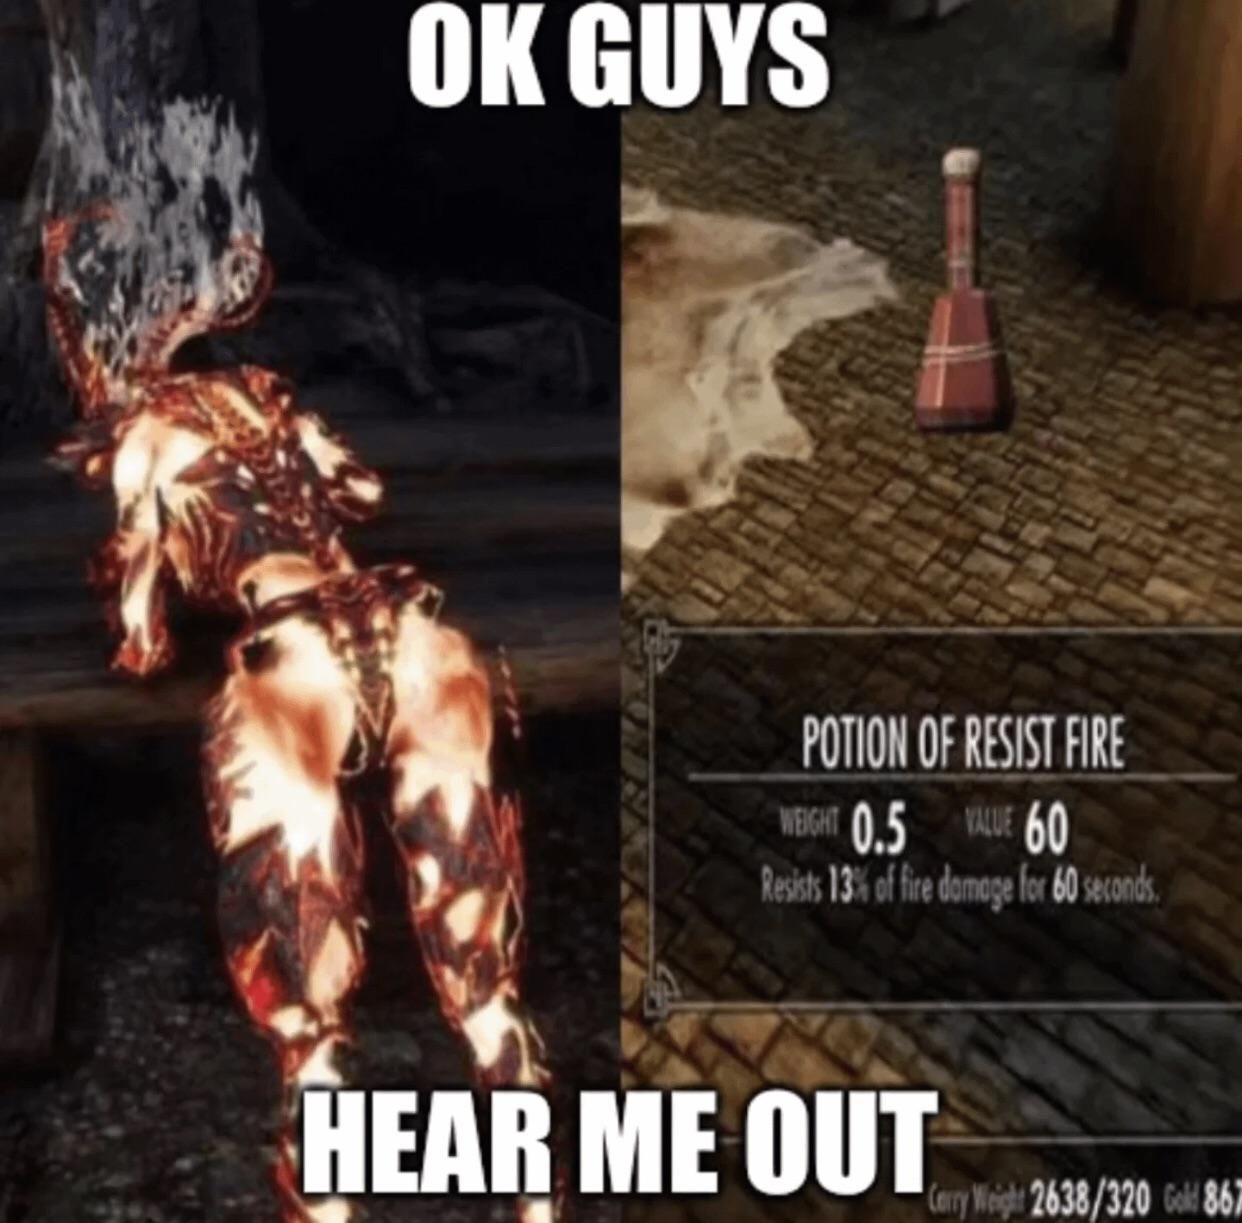 OK GUYS
POTION OF RESIST FIRE
WEIGHT 0.5 VALUE 60
Resists 13% of fire damage for 60 seconds.
HEAR ME OUT
Carry Weight 2638/320 Gold 867